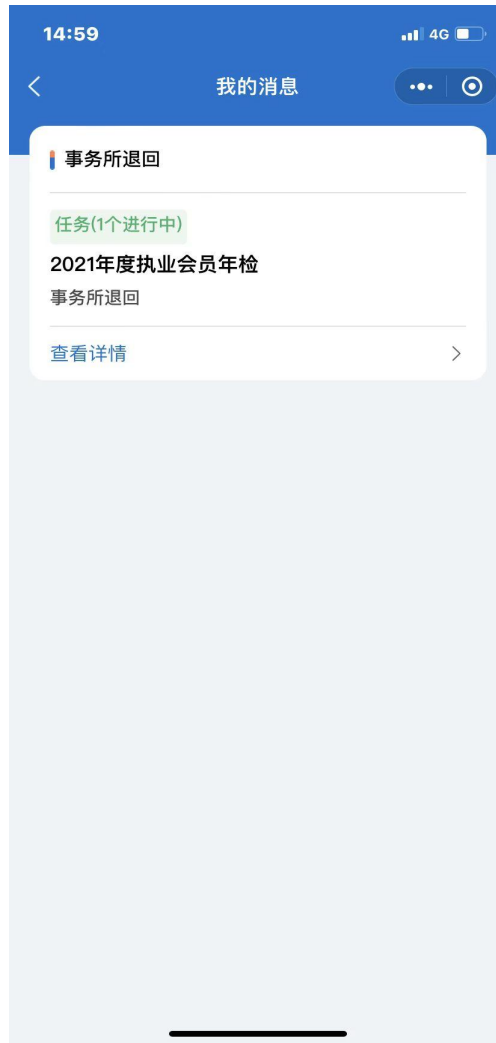 14:59
4G
我的消息
事务所退回
任务(1个进行中)
2021年度执业会员年检
事务所退回
查看详情